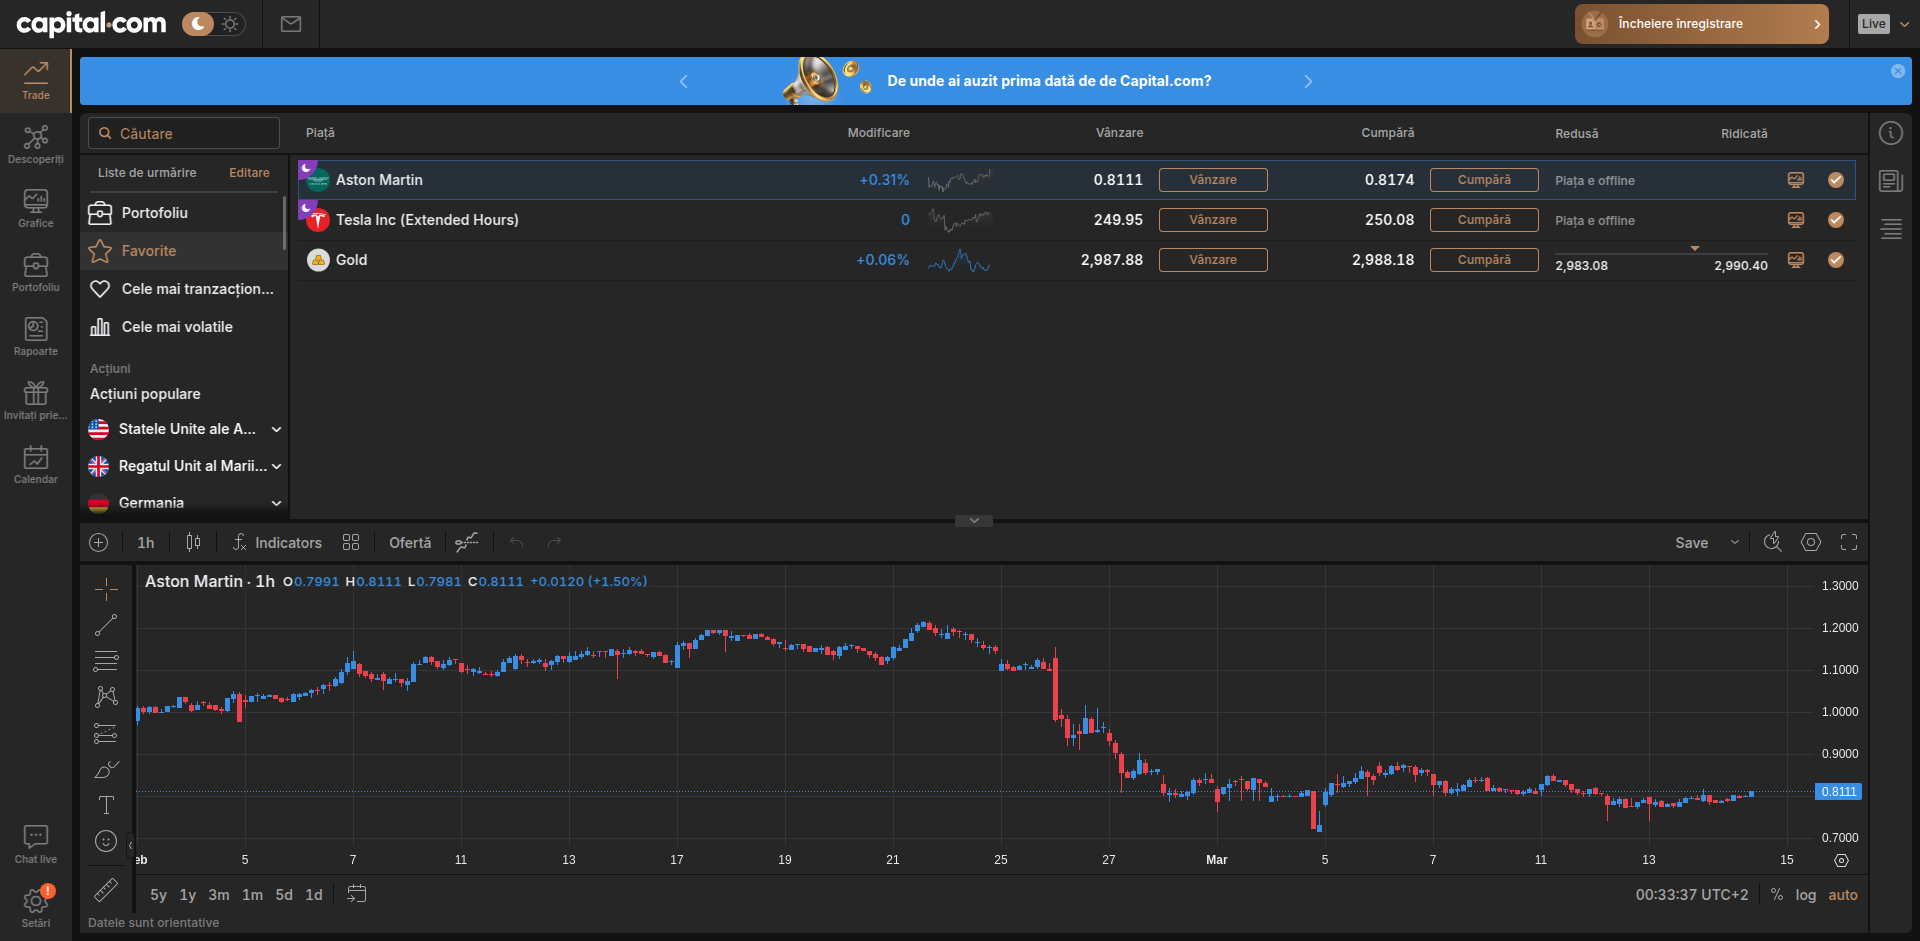 capital.com
Încheiere înregistrare
Live
Trade
Descoperiți
Grafice
Portofoliu
Rapoarte
Invitați prie...
Calendar
Chat live
Setări
De unde ai auzit prima dată de de Capital.com?
Căutare
Piață
Modificare
Vânzare
Cumpără
Redusă
Ridicată
Liste de urmărire
Editare
Portofoliu
Favorite
Cele mai tranzacțion...
Cele mai volatile
Acțiuni
Acțiuni populare
Statele Unite ale A...
Regatul Unit al Marii...
Germania
Aston Martin +0.31% 0.8111 Vânzare 0.8174 Cumpără Piața e offline
Tesla Inc (Extended Hours) 0 249.95 Vânzare 250.08 Cumpără Piața e offline
Gold +0.06% 2,987.88 Vânzare 2,988.18 Cumpără 2,983.08 2,990.40
1h
Indicators
Ofertă
Save
Aston Martin · 1h O0.7991 H0.8111 L0.7981 C0.8111 +0.0120 (+1.50%)
1.3000
1.2000
1.1000
1.0000
0.9000
0.8111
0.7000
eb 5 7 11 13 17 19 21 25 27 Mar 5 7 11 13 15
5y 1y 3m 1m 5d 1d
00:33:37 UTC+2
% log auto
Datele sunt orientative